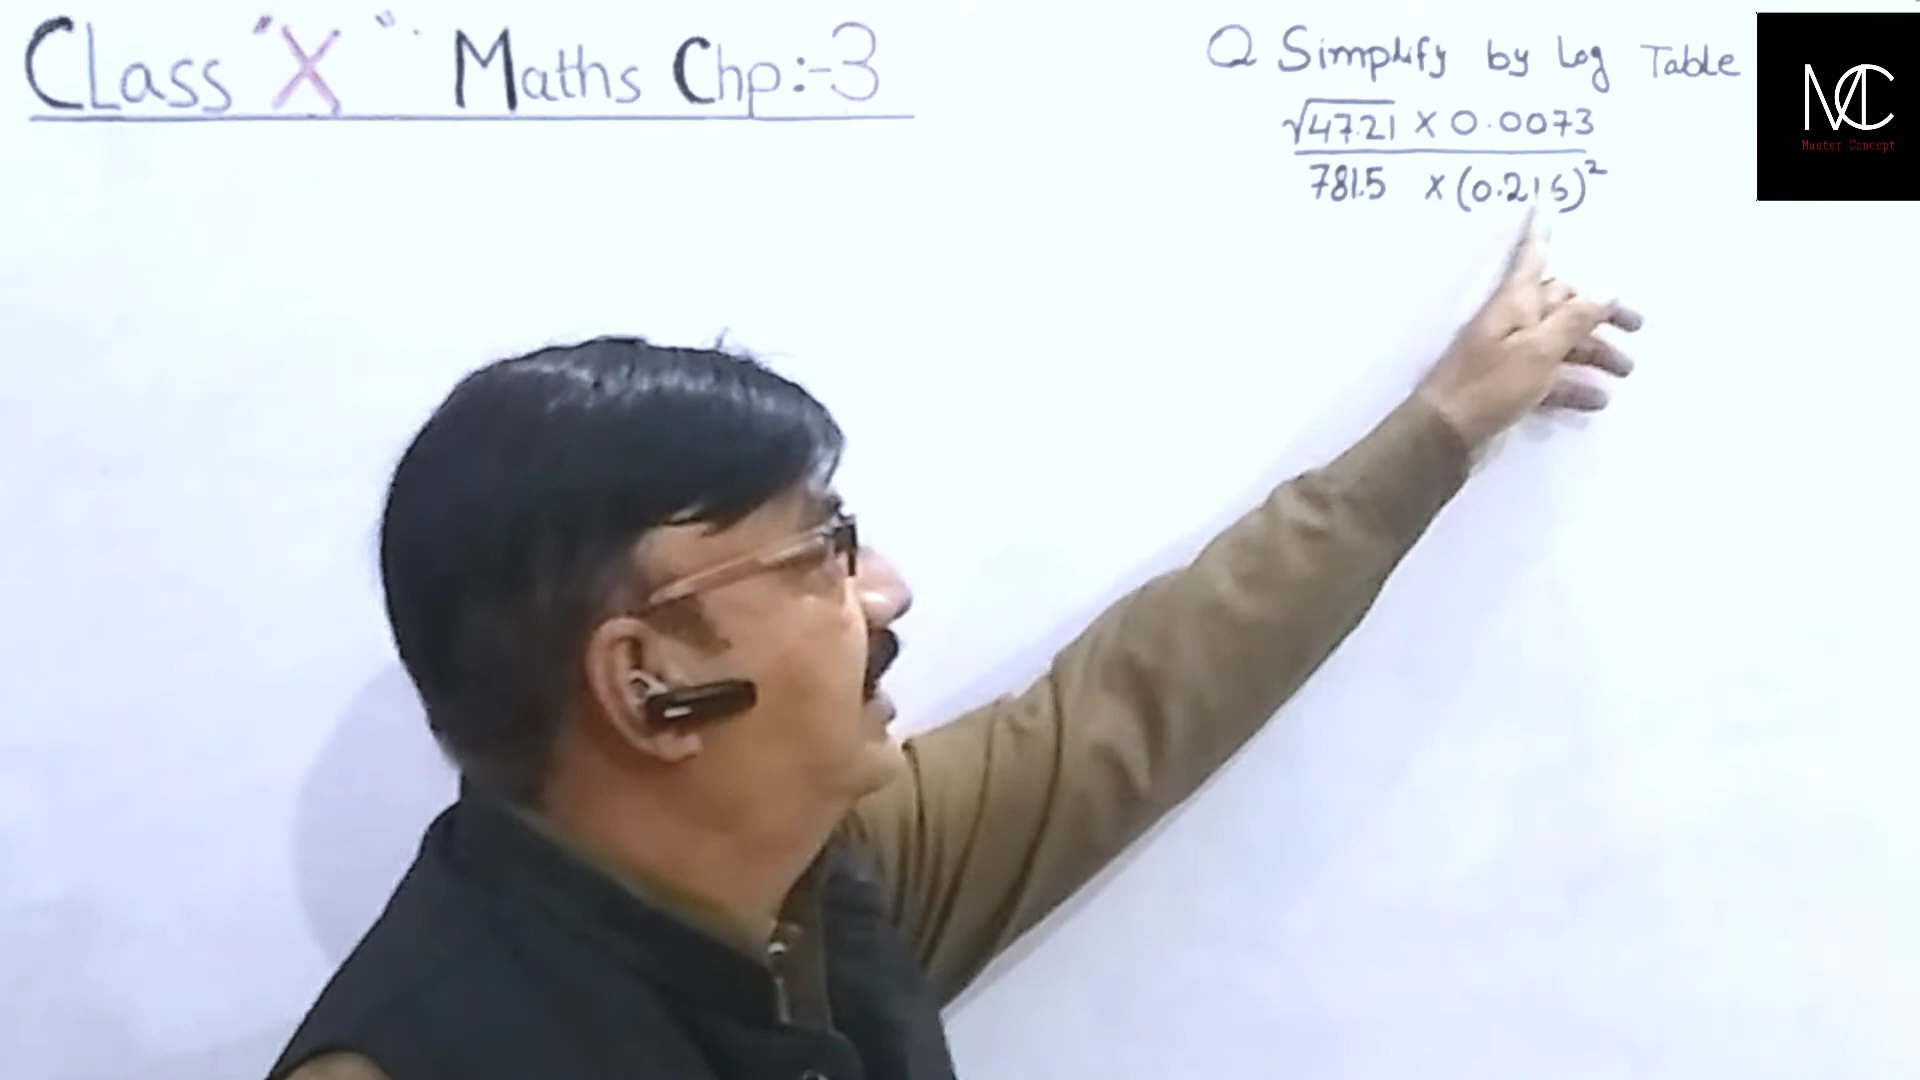 Class "X" Maths Chp:-3
Q Simplify by Log Table
√47.21 × 0.0073
781.5 × (0.216)²
MC
Master Concept